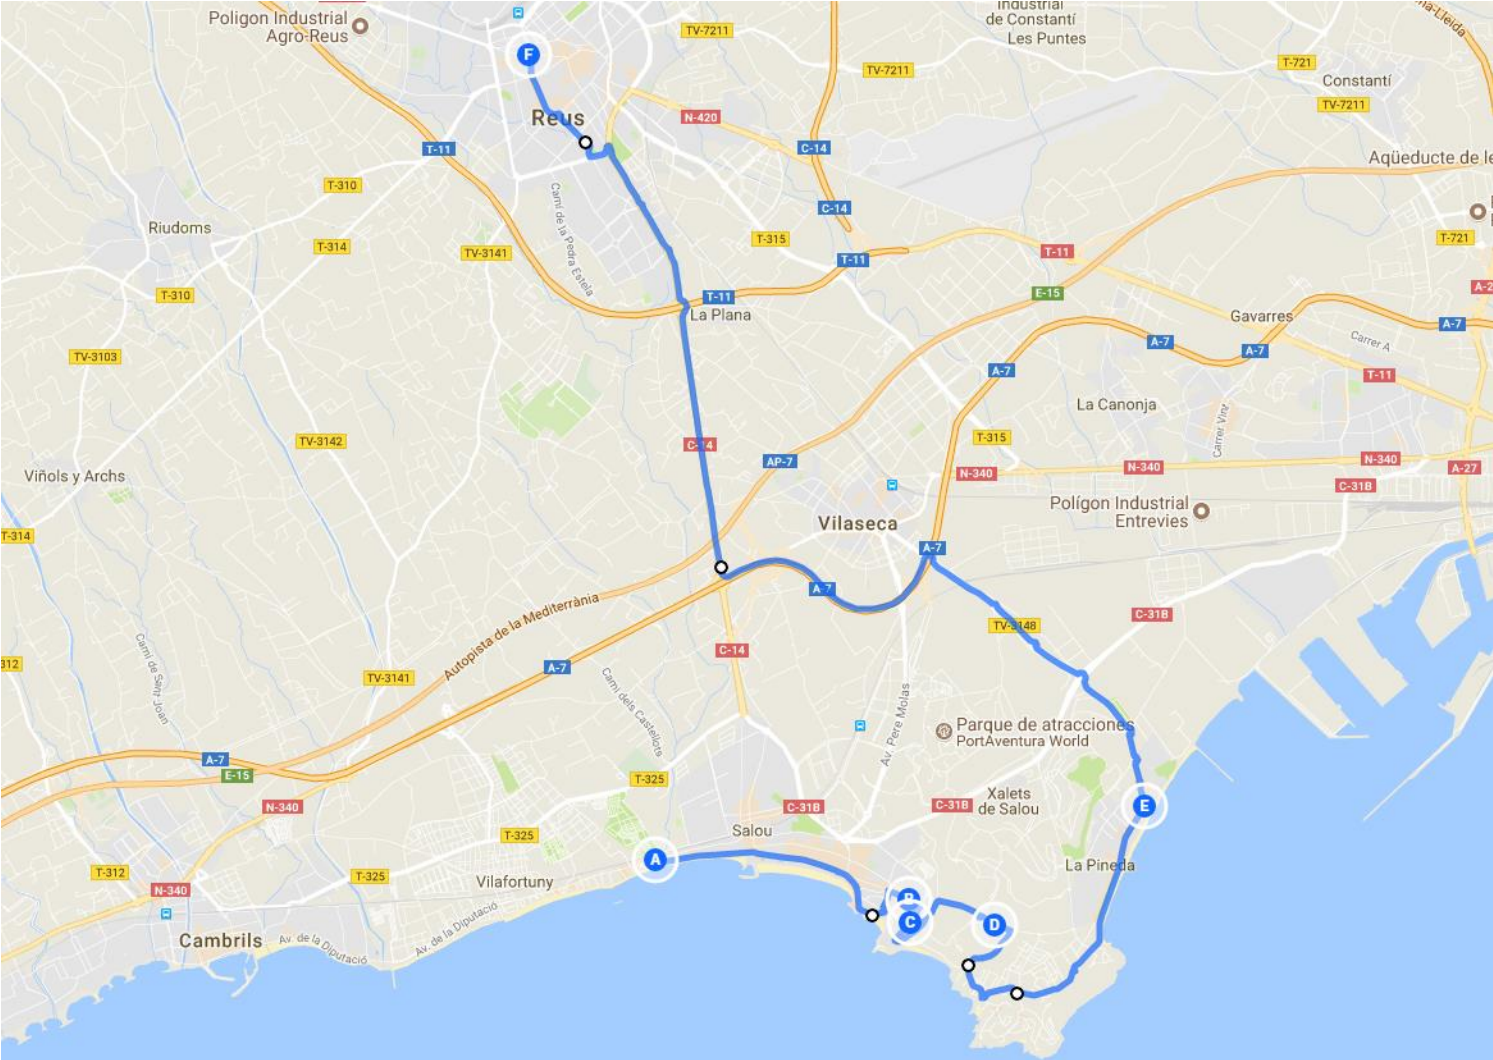 Poligon Industrial
Agro-Reus
F
TV-7211
Industrial
de Constantí
Les Puntes
TV-7211
T-721
Constantí
TV-7211
Reus
N-420
T-11
C-14
T-310
Riudoms
T-314
TV-3141
Camí de la Pedra Estela
C-14
T-315
T-11
T-11
T-721
E-15
T-310
T-11
La Plana
Gavarres
A-7
A-7
A-7
Carrer A
TV-3103
A-7
T-11
La Canonja
Carrer Vint
TV-3142
C-14
AP-7
T-315
N-340
N-340
N-340
A-27
Viñols y Archs
C-31B
Vilaseca
Polígon Industrial
Entrevies
T-314
A-7
A-7
Autopista de la Mediterrània
TV-3148
C-31B
C-14
312
Camí de Sant Joan
TV-3141
A-7
Camí dels Castellots
Av. Pere Molas
Parque de atracciones
PortAventura World
A-7
E-15
T-325
N-340
C-31B
C-31B
Xalets
de Salou
E
T-325
Salou
A
La Pineda
T-312
N-340
T-325
Vilafortuny
B
C
D
Cambrils
Av. de la Diputació
Av. de la Diputació